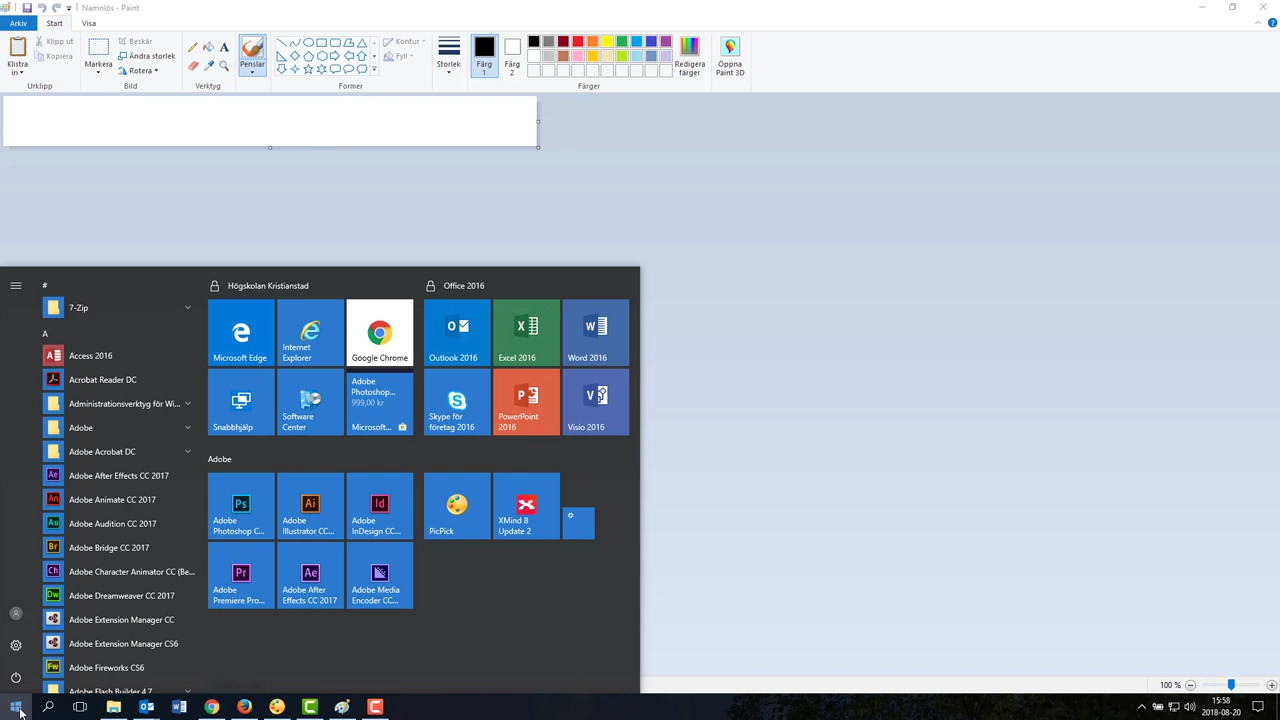 Namnlös - Paint
Arkiv
Start
Visa
Klistra
in
Klipp ut
Kopiera
Urklipp
Markera
Beskär
Ändra storlek
Rotera
Bild
A
Verktyg
Penslar
Former
Kontur
Fyll
Storlek
Färg
1
Färg
2
Färger
Redigera
färger
Öppna
Paint 3D
#
7-Zip
A
Access 2016
Acrobat Reader DC
Administrationsverktyg för Wi...
Adobe
Adobe Acrobat DC
Adobe After Effects CC 2017
Adobe Animate CC 2017
Adobe Audition CC 2017
Adobe Bridge CC 2017
Adobe Character Animator CC (Be...
Adobe Dreamweaver CC 2017
Adobe Extension Manager CC
Adobe Extension Manager CS6
Adobe Fireworks CS6
Adobe Flash Builder 4.7
Högskolan Kristianstad
Microsoft Edge
Internet
Explorer
Google Chrome
Snabbhjälp
Software
Center
Adobe
Photoshop...
999,00 kr
Microsoft...
Adobe
Adobe
Photoshop C...
Adobe
Illustrator CC...
Adobe
InDesign CC...
Adobe
Premiere Pro...
Adobe After
Effects CC 2017
Adobe Media
Encoder CC...
Office 2016
Outlook 2016
Excel 2016
Word 2016
Skype för
företag 2016
PowerPoint
2016
Visio 2016
PicPick
XMind 8
Update 2
100 %
15:58
2018-08-20